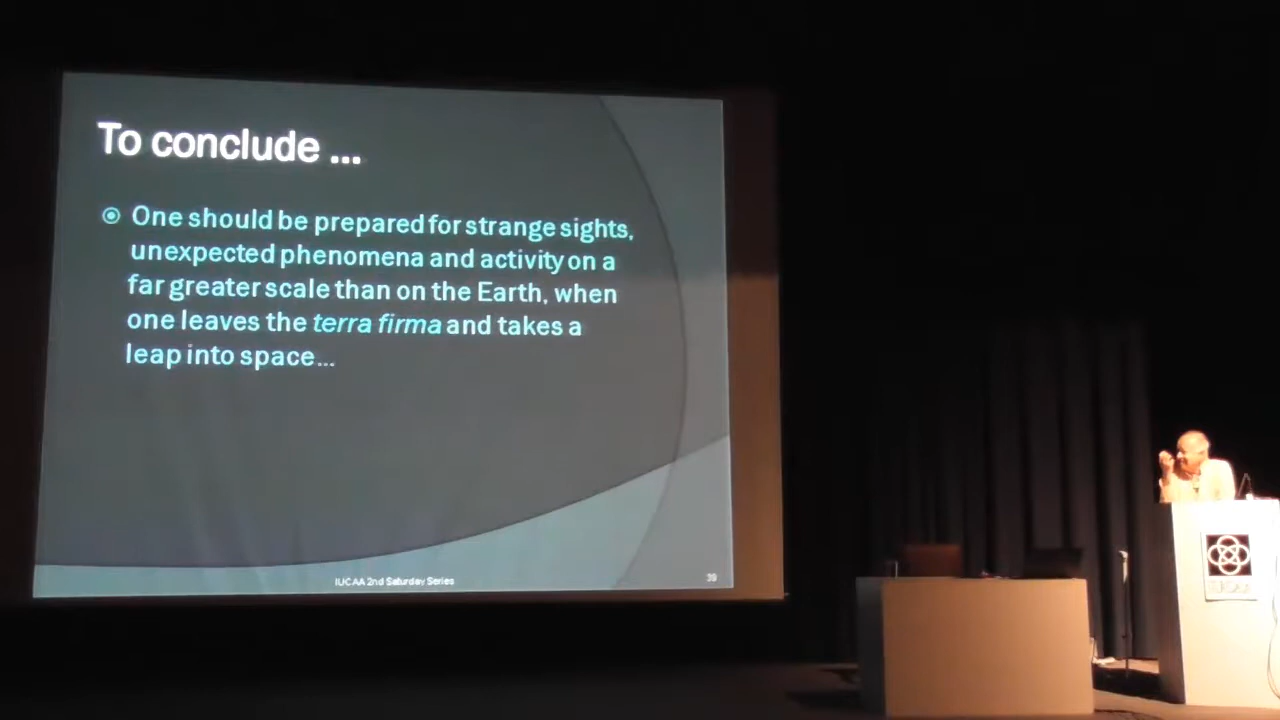 To conclude ...
One should be prepared for strange sights,
unexpected phenomena and activity on a
far greater scale than on the Earth, when
one leaves the terra firma and takes a
leap into space...
IUCAA 2nd Saturday Series
39